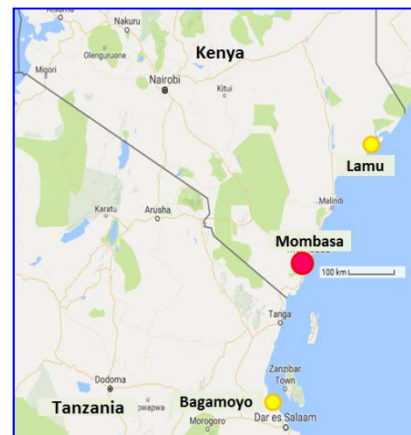 Nakuru
Kenya
Olenguruone
Migori
Nairobi
Kitui
Lamu
Malindi
Karatu
Arusha
Mombasa
100 km
Tanga
Zanzibar
Town
Dodoma
Tanzania
Bagamoyo
Dar es Salaam
Morogoro